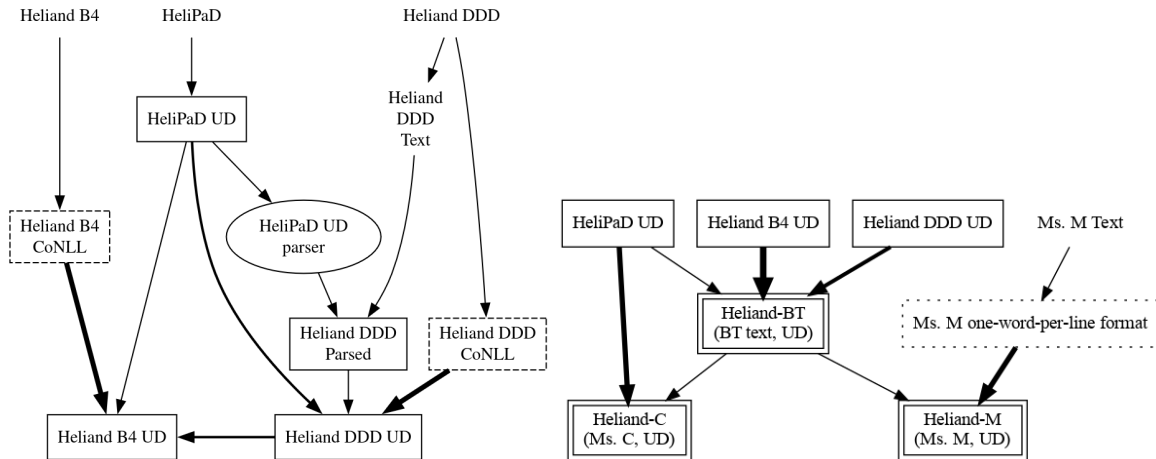 Heliand B4
HeliPaD
Heliand DDD
HeliPaD UD
Heliand
DDD
Text
Heliand B4
CoNLL
HeliPaD UD
parser
Heliand DDD
Parsed
Heliand DDD
CoNLL
Heliand B4 UD
Heliand DDD UD
HeliPaD UD
Heliand B4 UD
Heliand DDD UD
Ms. M Text
Heliand-BT
(BT text, UD)
Ms. M one-word-per-line format
Heliand-C
(Ms. C, UD)
Heliand-M
(Ms. M, UD)